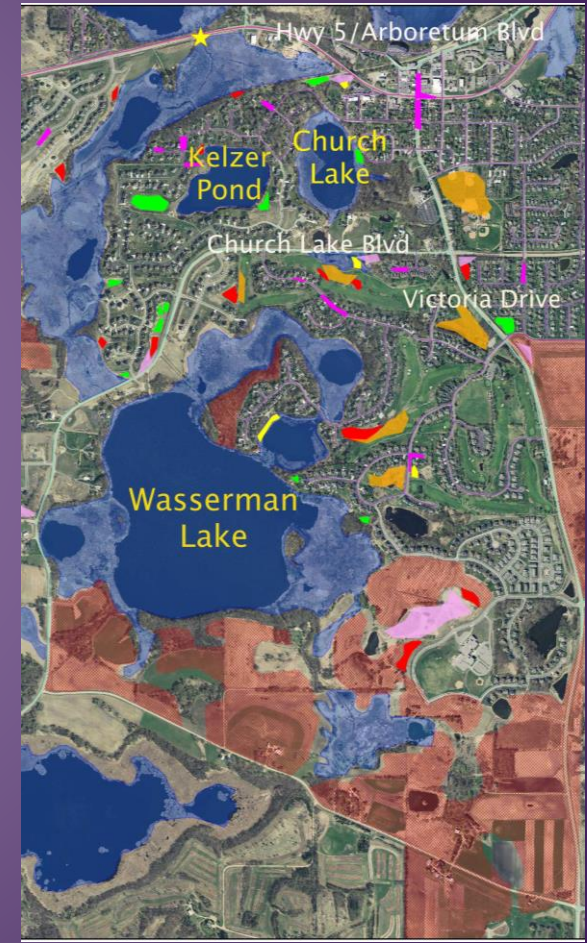 Hwy 5/Arboretum Blvd
Church
Lake
Kelzer
Pond
Church Lake Blvd
Victoria Drive
Wasserman
Lake